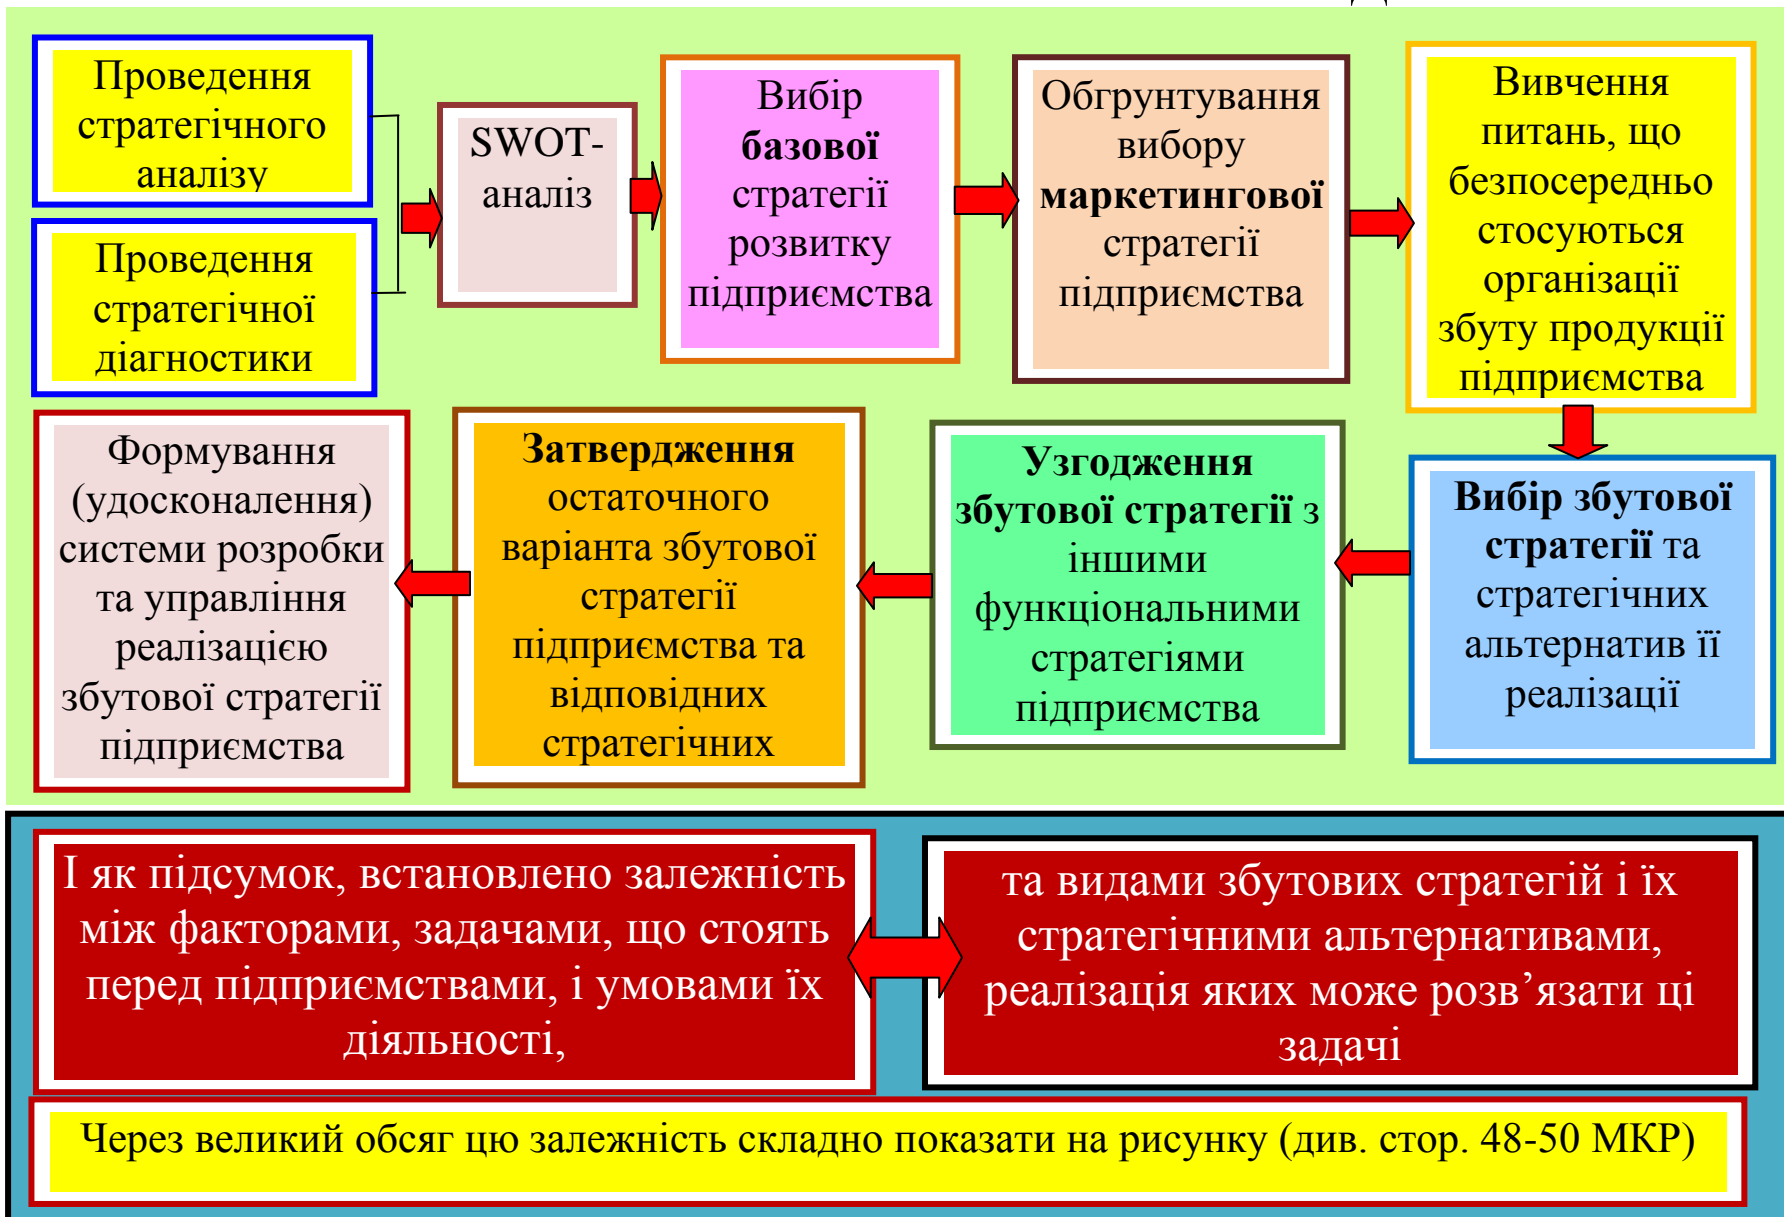 Проведення
стратегічного
аналізу
Проведення
стратегічної
діагностики
SWOT-
аналіз
Вибір
базової
стратегії
розвитку
підприємства
Обгрунтування
вибору
маркетингової
стратегії
підприємства
Вивчення
питань, що
безпосередньо
стосуються
організації
збуту продукції
підприємства
Вибір збутової
стратегії та
стратегічних
альтернатив її
реалізації
Узгодження
збутової стратегії з
іншими
функціональними
стратегіями
підприємства
Затвердження
остаточного
варіанта збутової
стратегії
підприємства та
відповідних
стратегічних
Формування
(удосконалення)
системи розробки
та управління
реалізацією
збутової стратегії
підприємства
І як підсумок, встановлено залежність
між факторами, задачами, що стоять
перед підприємствами, і умовами їх
діяльності,
та видами збутових стратегій і їх
стратегічними альтернативами,
реалізація яких може розв’язати ці
задачі
Через великий обсяг цю залежність складно показати на рисунку (див. стор. 48-50 МКР)